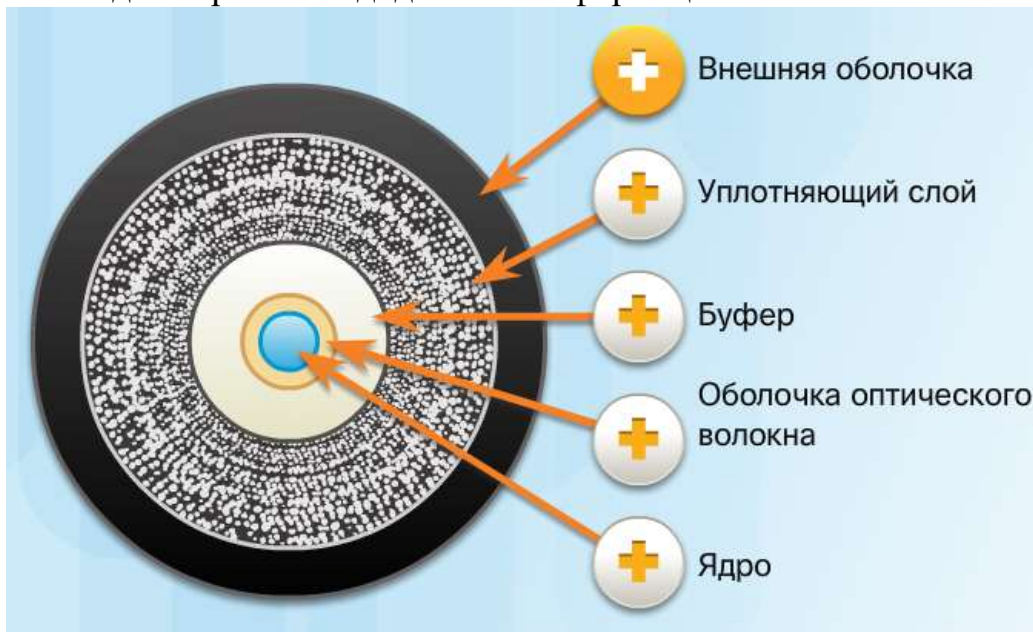 Внешняя оболочка
Уплотняющий слой
Буфер
Оболочка оптического
волокна
Ядро